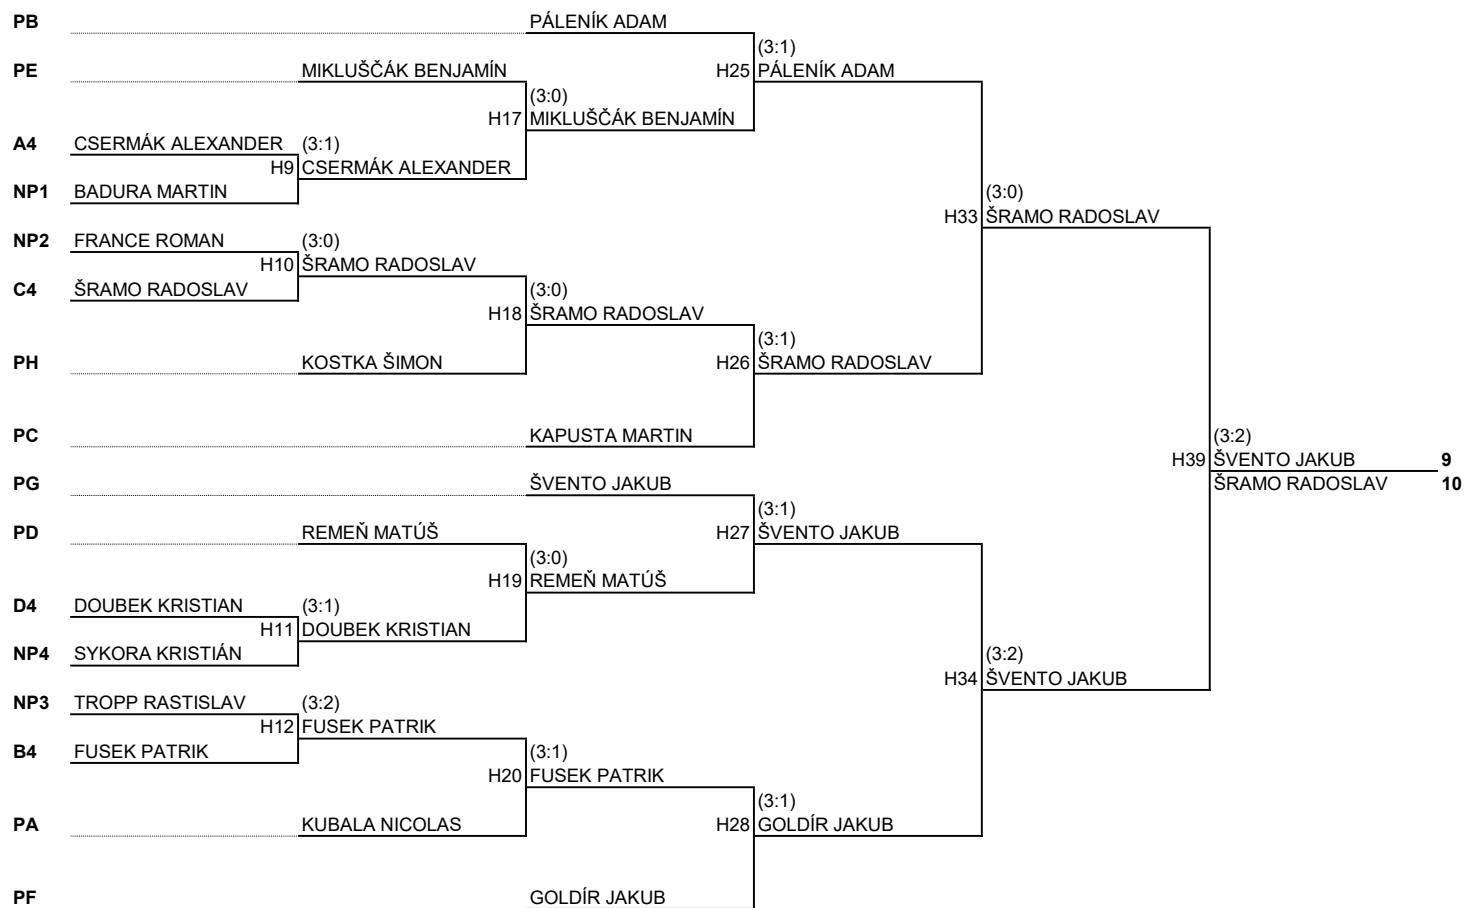 PB PÁLENÍK ADAM
(3:1)
PE MIKLUŠČÁK BENJAMÍN H25 PÁLENÍK ADAM
(3:0)
H17 MIKLUŠČÁK BENJAMÍN
A4 CSERMÁK ALEXANDER (3:1)
H9 CSERMÁK ALEXANDER
NP1 BADURA MARTIN (3:0)
H33 ŠRAMO RADOSLAV
NP2 FRANCE ROMAN (3:0)
H10 ŠRAMO RADOSLAV
C4 ŠRAMO RADOSLAV (3:0)
H18 ŠRAMO RADOSLAV
(3:1)
PH KOSTKA ŠIMON H26 ŠRAMO RADOSLAV
PC KAPUSTA MARTIN (3:2)
H39 ŠVENTO JAKUB 9
PG ŠVENTO JAKUB ŠRAMO RADOSLAV 10
(3:1)
PD REMEŇ MATÚŠ H27 ŠVENTO JAKUB
(3:0)
H19 REMEŇ MATÚŠ
D4 DOUBEK KRISTIAN (3:1)
H11 DOUBEK KRISTIAN
NP4 SYKORA KRISTIÁN (3:2)
H34 ŠVENTO JAKUB
NP3 TROPP RASTISLAV (3:2)
H12 FUSEK PATRIK
B4 FUSEK PATRIK (3:1)
H20 FUSEK PATRIK
(3:1)
PA KUBALA NICOLAS H28 GOLDÍR JAKUB
PF GOLDÍR JAKUB